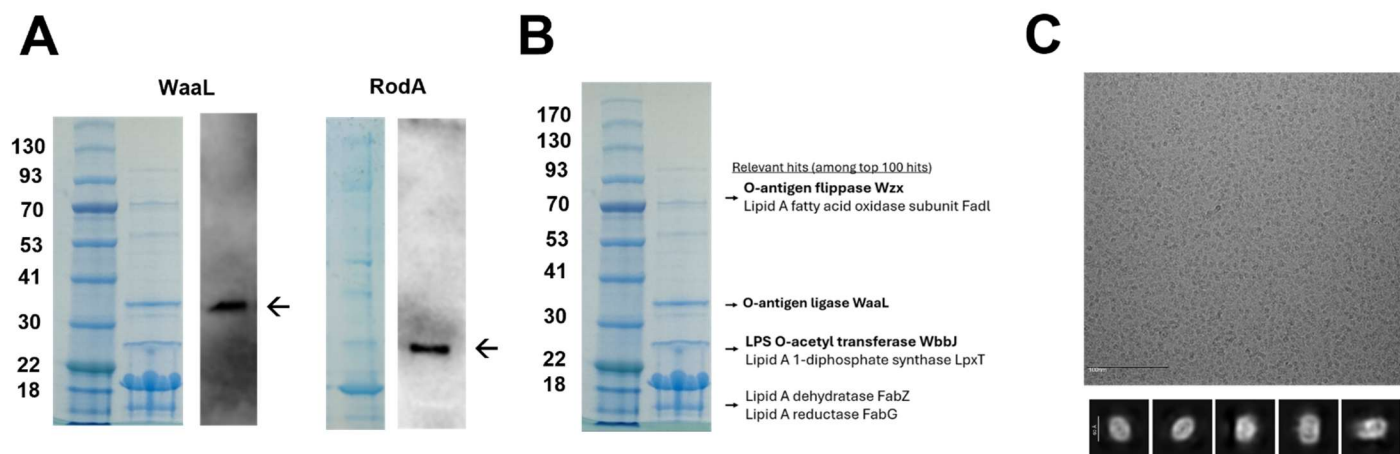 A
B
C
WaaL
RodA
130
93
70
53
41
30
22
18
170
130
93
70
53
41
30
22
18
Relevant hits (among top 100 hits)
O-antigen flippase Wzx
Lipid A fatty acid oxidase subunit FadI
O-antigen ligase WaaL
LPS O-acetyl transferase WbbJ
Lipid A 1-diphosphate synthase LpxT
Lipid A dehydratase FabZ
Lipid A reductase FabG